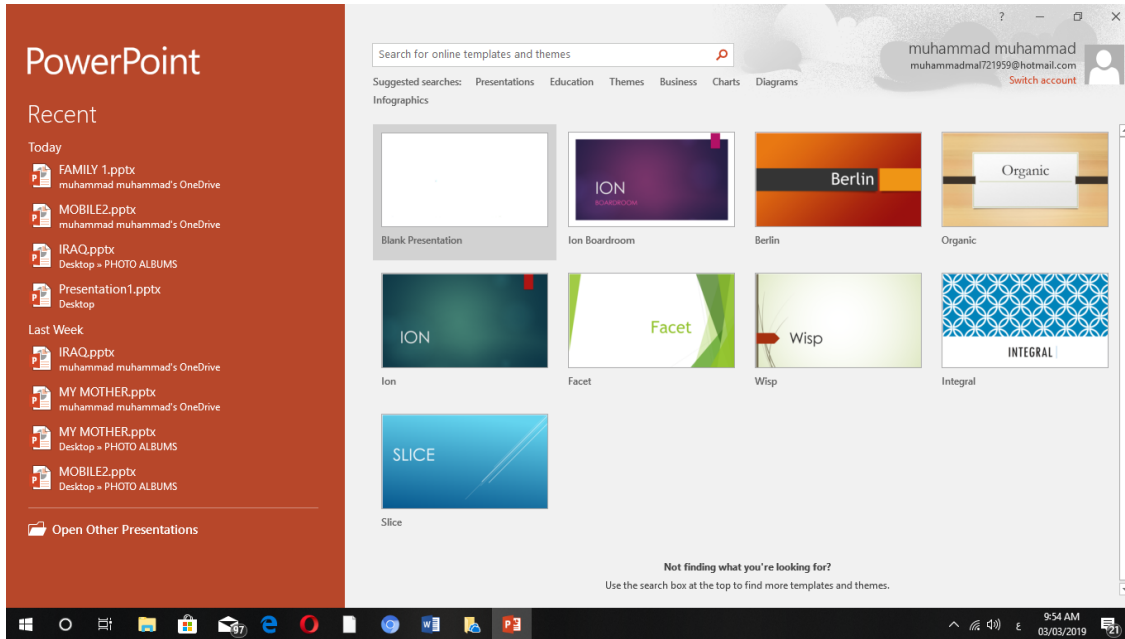 PowerPoint
Recent
Today
FAMILY 1.pptx
muhammad muhammad's OneDrive
MOBILE2.pptx
muhammad muhammad's OneDrive
IRAQ.pptx
Desktop » PHOTO ALBUMS
Presentation1.pptx
Desktop
Last Week
IRAQ.pptx
muhammad muhammad's OneDrive
MY MOTHER.pptx
muhammad muhammad's OneDrive
MY MOTHER.pptx
Desktop » PHOTO ALBUMS
MOBILE2.pptx
Desktop » PHOTO ALBUMS
Open Other Presentations
?
muhammad muhammad
muhammadmal721959@hotmail.com
Switch account
Search for online templates and themes
Suggested searches: Presentations Education Themes Business Charts Diagrams
Infographics
Blank Presentation
ION
BOARDROOM
Ion Boardroom
Berlin
Berlin
Organic
Organic
ION
Ion
Facet
Facet
Wisp
Wisp
INTEGRAL
Integral
SLICE
Slice
Not finding what you're looking for?
Use the search box at the top to find more templates and themes.
97
ع
9:54 AM
03/03/2019
21